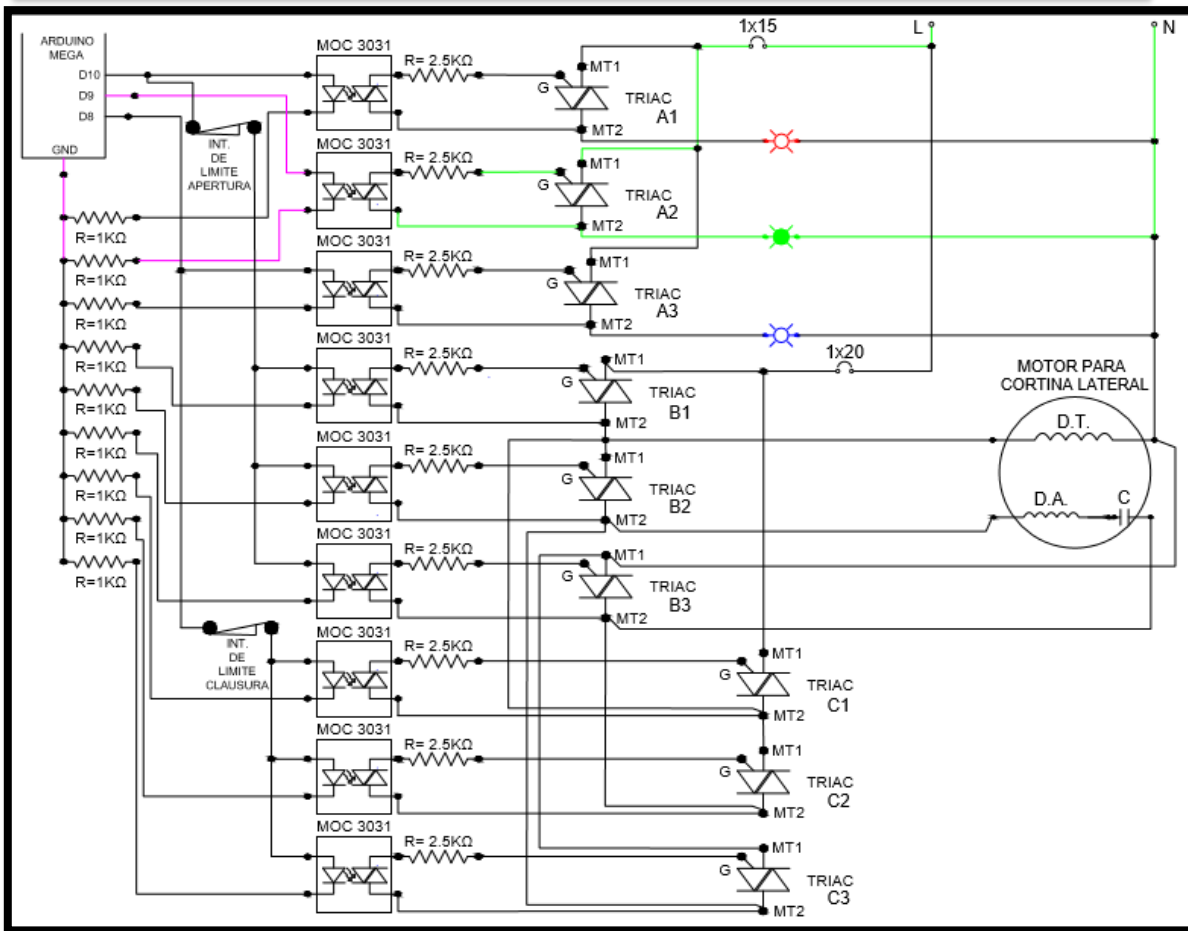 1x15
L
N
ARDUINO
MEGA
D10
D9
D8
GND
INT.
DE
LIMITE
APERTURA
MOC 3031
R= 2.5KΩ
G
MT1
MT2
TRIAC
A1
MOC 3031
R= 2.5KΩ
G
MT1
MT2
TRIAC
A2
R=1KΩ
R=1KΩ
R=1KΩ
R=1KΩ
R=1KΩ
R=1KΩ
R=1KΩ
R=1KΩ
R=1KΩ
MOC 3031
R= 2.5KΩ
G
MT1
MT2
TRIAC
A3
1x20
MOC 3031
R= 2.5KΩ
G
MT1
MT2
TRIAC
B1
MOTOR PARA
CORTINA LATERAL
D.T.
D.A.
C
MOC 3031
R= 2.5KΩ
G
MT1
MT2
TRIAC
B2
MOC 3031
R= 2.5KΩ
G
MT1
MT2
TRIAC
B3
INT.
DE
LIMITE
CLAUSURA
MOC 3031
R= 2.5KΩ
G
MT1
MT2
TRIAC
C1
MOC 3031
R= 2.5KΩ
G
MT1
MT2
TRIAC
C2
MOC 3031
R= 2.5KΩ
G
MT1
MT2
TRIAC
C3